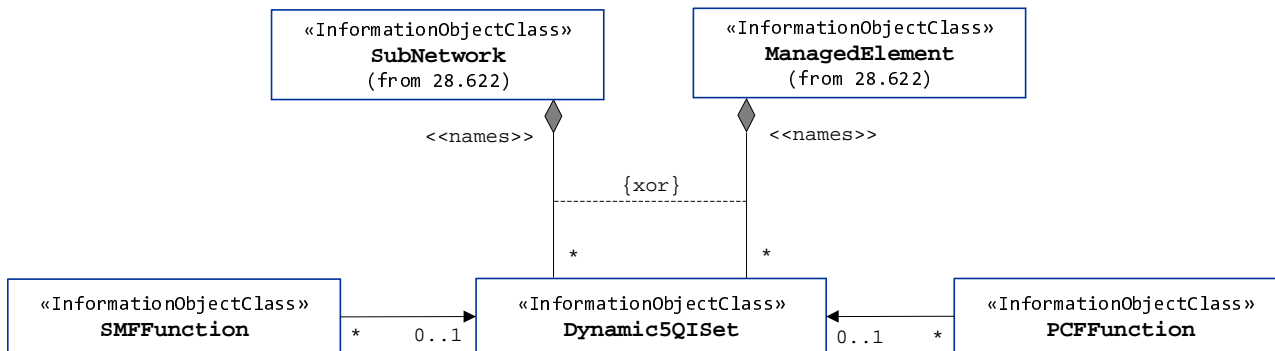 «InformationObjectClass»
SubNetwork
(from 28.622)
«InformationObjectClass»
ManagedElement
(from 28.622)
<<names>>
<<names>>
{xor}
*
*
«InformationObjectClass»
SMFFunction
*
0..1
«InformationObjectClass»
Dynamic5QISet
0..1
*
«InformationObjectClass»
PCFFunction